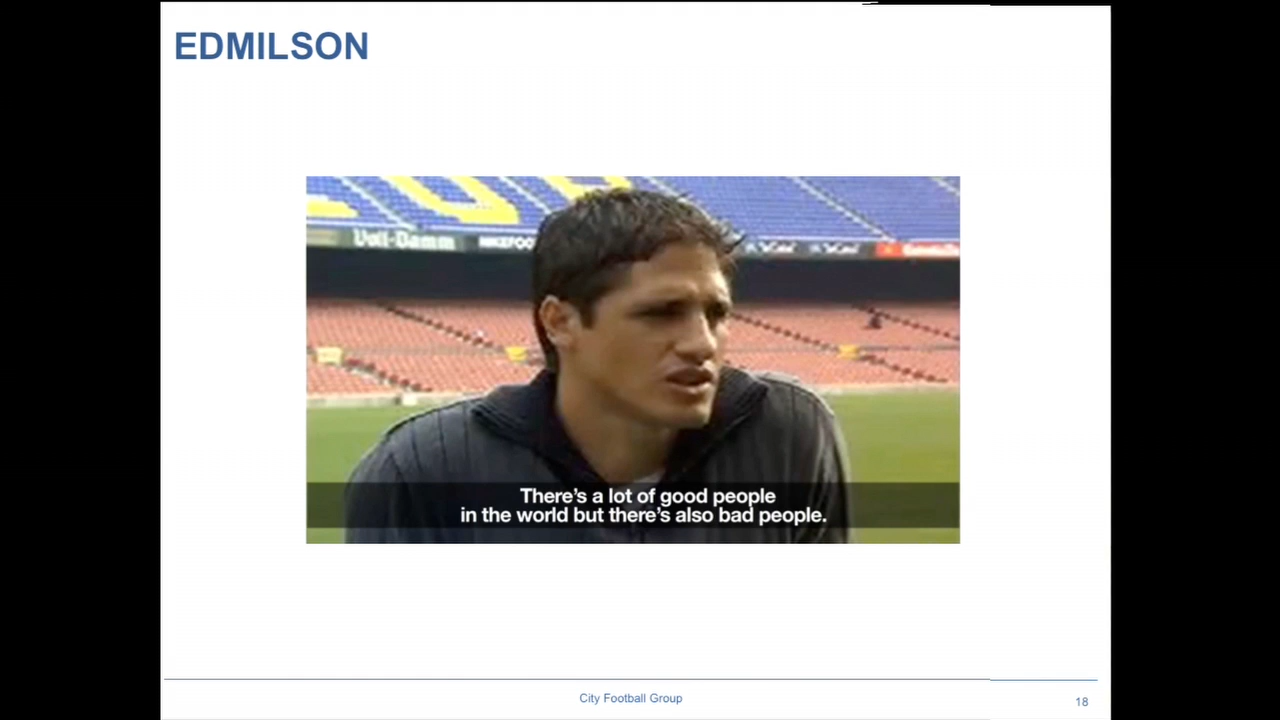 EDMILSON
Voll-Damm
There's a lot of good people
in the world but there's also bad people.
City Football Group
18